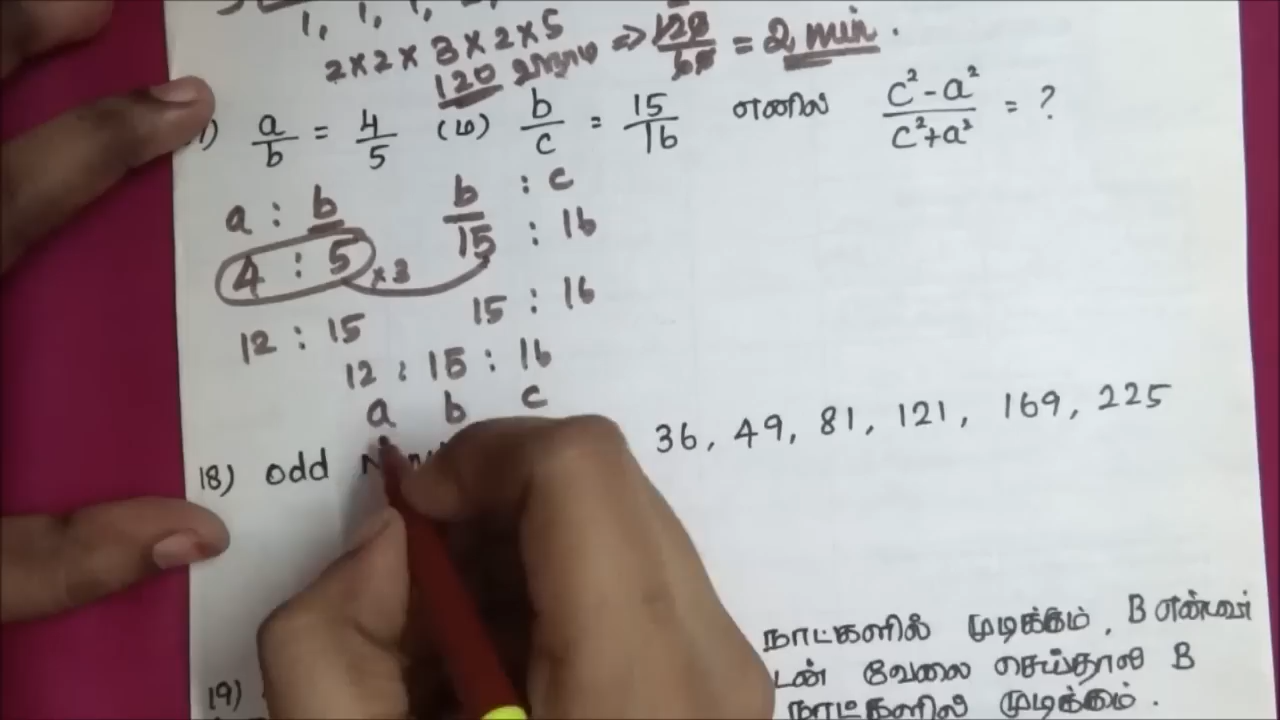 1, 1, 1,
2×2× 3×2×5
120 => 120/60 = 2 min.
a/b = 4/5 (ம) b/c = 15/16 எனில் c²-a²/c²+a² = ?
a : b b : c
4 : 5 ×3 15 : 16
12 : 15 15 : 16
12 : 15 : 16
a b c
18) odd 36, 49, 81, 121, 169, 225
நாட்களில் முடிக்கும், B என்பவர்
வேலை செய்தால் B
19) நாட்களில் முடிக்கும்.